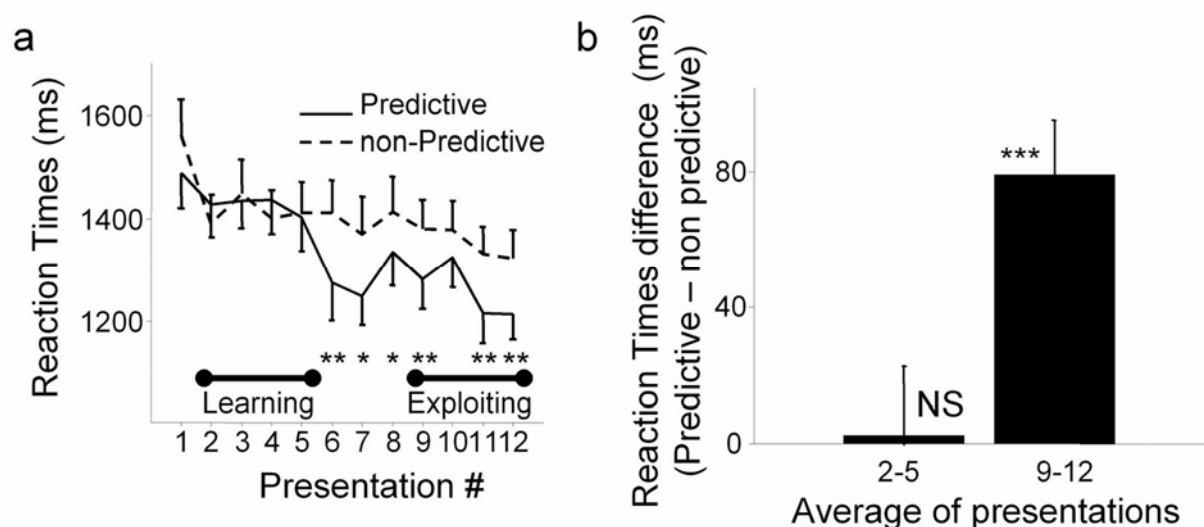 a
Reaction Times (ms)
1600
1400
1200
Predictive
non-Predictive
** * * ** ** **
Learning
Exploiting
1 2 3 4 5 6 7 8 9 10 11 12
Presentation #
b
Reaction Times difference (ms)
(Predictive – non predictive)
80
40
0
***
NS
2-5
9-12
Average of presentations